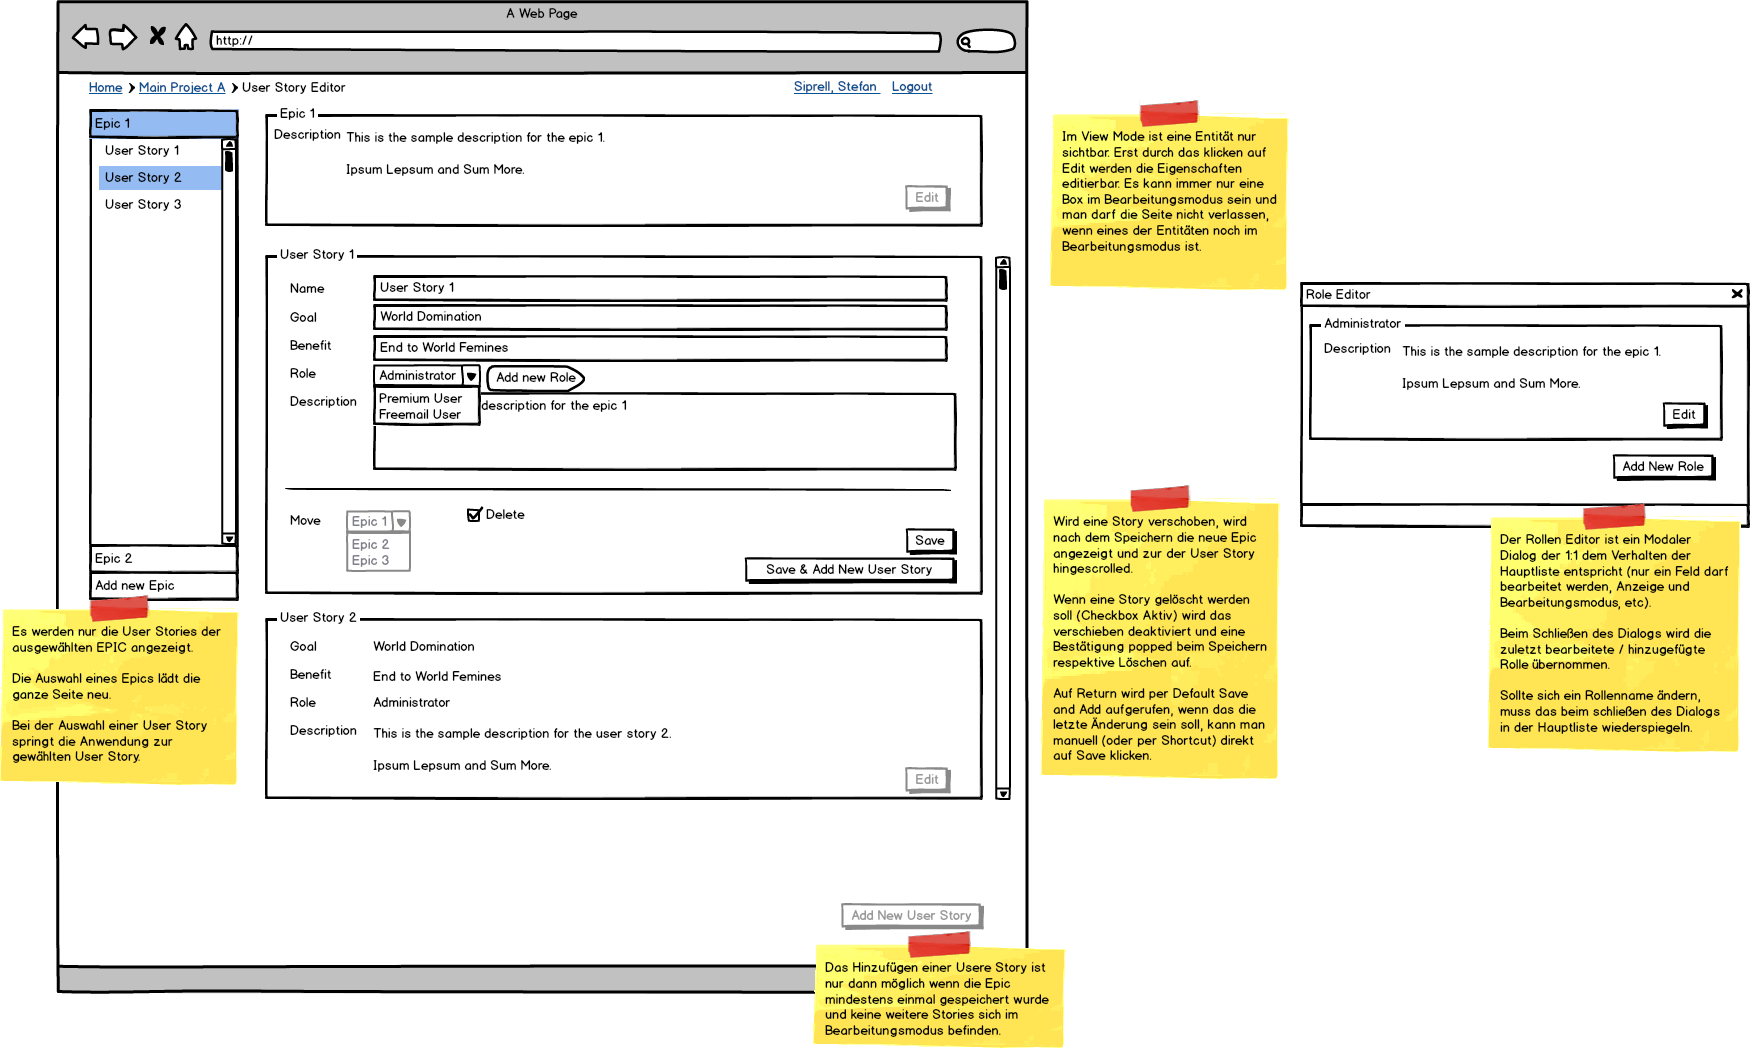 A Web Page
http://
Home > Main Project A > User Story Editor
Siprell, Stefan Logout
Epic 1
User Story 1
User Story 2
User Story 3
Epic 2
Add new Epic
Es werden nur die User Stories der
ausgewählten EPIC angezeigt.
Die Auswahl eines Epics lädt die
ganze Seite neu.
Bei der Auswahl einer User Story
springt die Anwendung zur
gewählten User Story.
Epic 1
Description This is the sample description for the epic 1.
Ipsum Lepsum and Sum More.
Edit
User Story 1
Name User Story 1
Goal World Domination
Benefit End to World Femines
Role Administrator Add new Role
Premium User
Freemail User
Description description for the epic 1
Move Epic 1 Delete
Epic 2
Epic 3
Save
Save & Add New User Story
User Story 2
Goal World Domination
Benefit End to World Femines
Role Administrator
Description This is the sample description for the user story 2.
Ipsum Lepsum and Sum More.
Edit
Add New User Story
Das Hinzufügen einer Usere Story ist
nur dann möglich wenn die Epic
mindestens einmal gespeichert wurde
und keine weitere Stories sich im
Bearbeitungsmodus befinden.
Im View Mode ist eine Entität nur
sichtbar. Erst durch das klicken auf
Edit werden die Eigenschaften
editierbar. Es kann immer nur eine
Box im Bearbeitungsmodus sein und
man darf die Seite nicht verlassen,
wenn eines der Entitäten noch im
Bearbeitungsmodus ist.
Wird eine Story verschoben, wird
nach dem Speichern die neue Epic
angezeigt und zur der User Story
hingescrolled.
Wenn eine Story gelöscht werden
soll (Checkbox Aktiv) wird das
verschieben deaktiviert und eine
Bestätigung popped beim Speichern
respektive Löschen auf.
Auf Return wird per Default Save
and Add aufgerufen, wenn das die
letzte Änderung sein soll, kann man
manuell (oder per Shortcut) direkt
auf Save klicken.
Role Editor
Administrator
Description This is the sample description for the epic 1.
Ipsum Lepsum and Sum More.
Edit
Add New Role
Der Rollen Editor ist ein Modaler
Dialog der 1:1 dem Verhalten der
Hauptliste entspricht (nur ein Feld darf
bearbeitet werden, Anzeige und
Bearbeitungsmodus, etc).
Beim Schließen des Dialogs wird die
zuletzt bearbeitete / hinzugefügte
Rolle übernommen.
Sollte sich ein Rollenname ändern,
muss das beim schließen des Dialogs
in der Hauptliste wiederspiegeln.